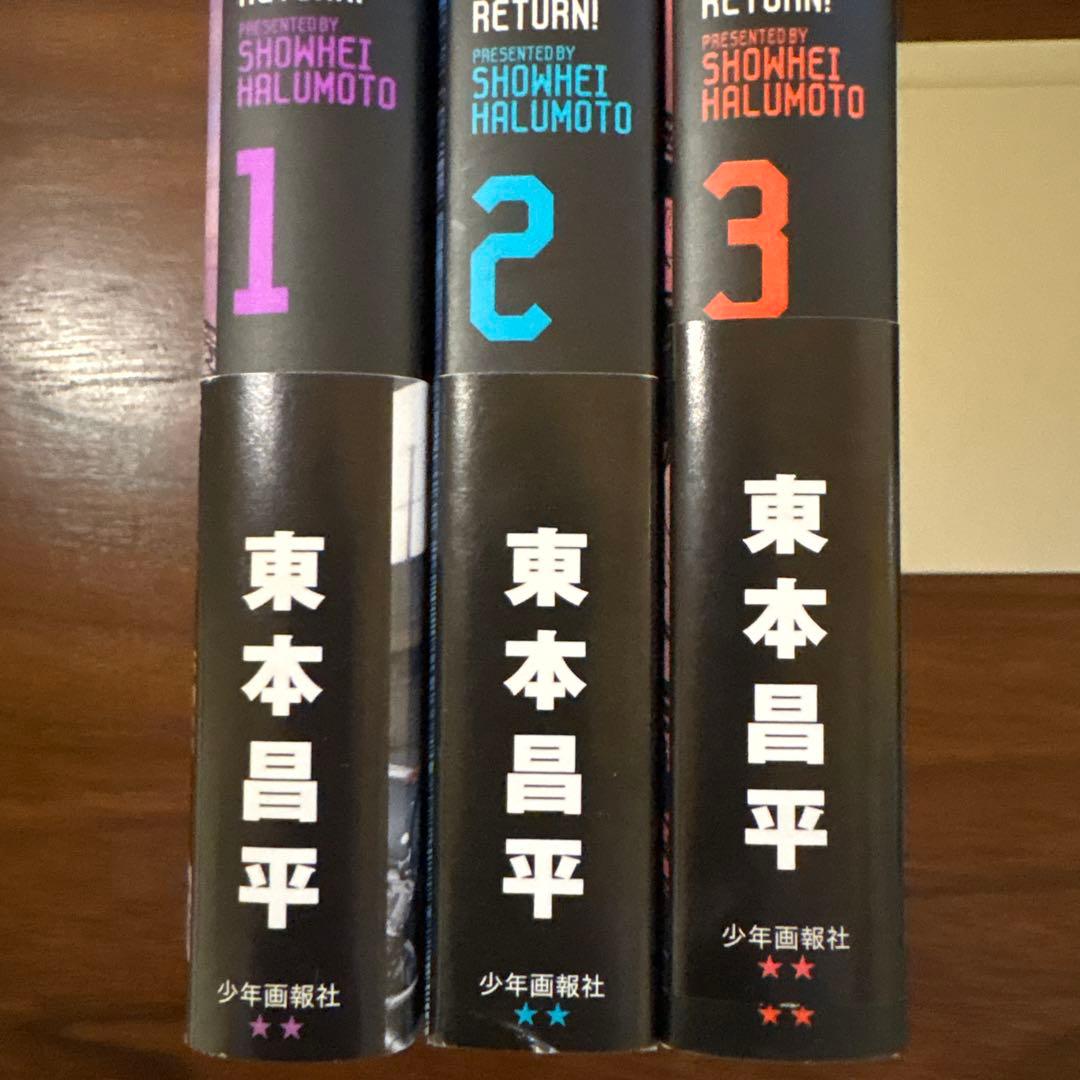 RETURN!
PRESENTED BY
SHOWHEI
HALUMOTO
1
東本昌平
少年画報社
★★
RETURN!
PRESENTED BY
SHOWHEI
HALUMOTO
2
東本昌平
少年画報社
★★
RETURN!
PRESENTED BY
SHOWHEI
HALUMOTO
3
東本昌平
少年画報社
★★
★★